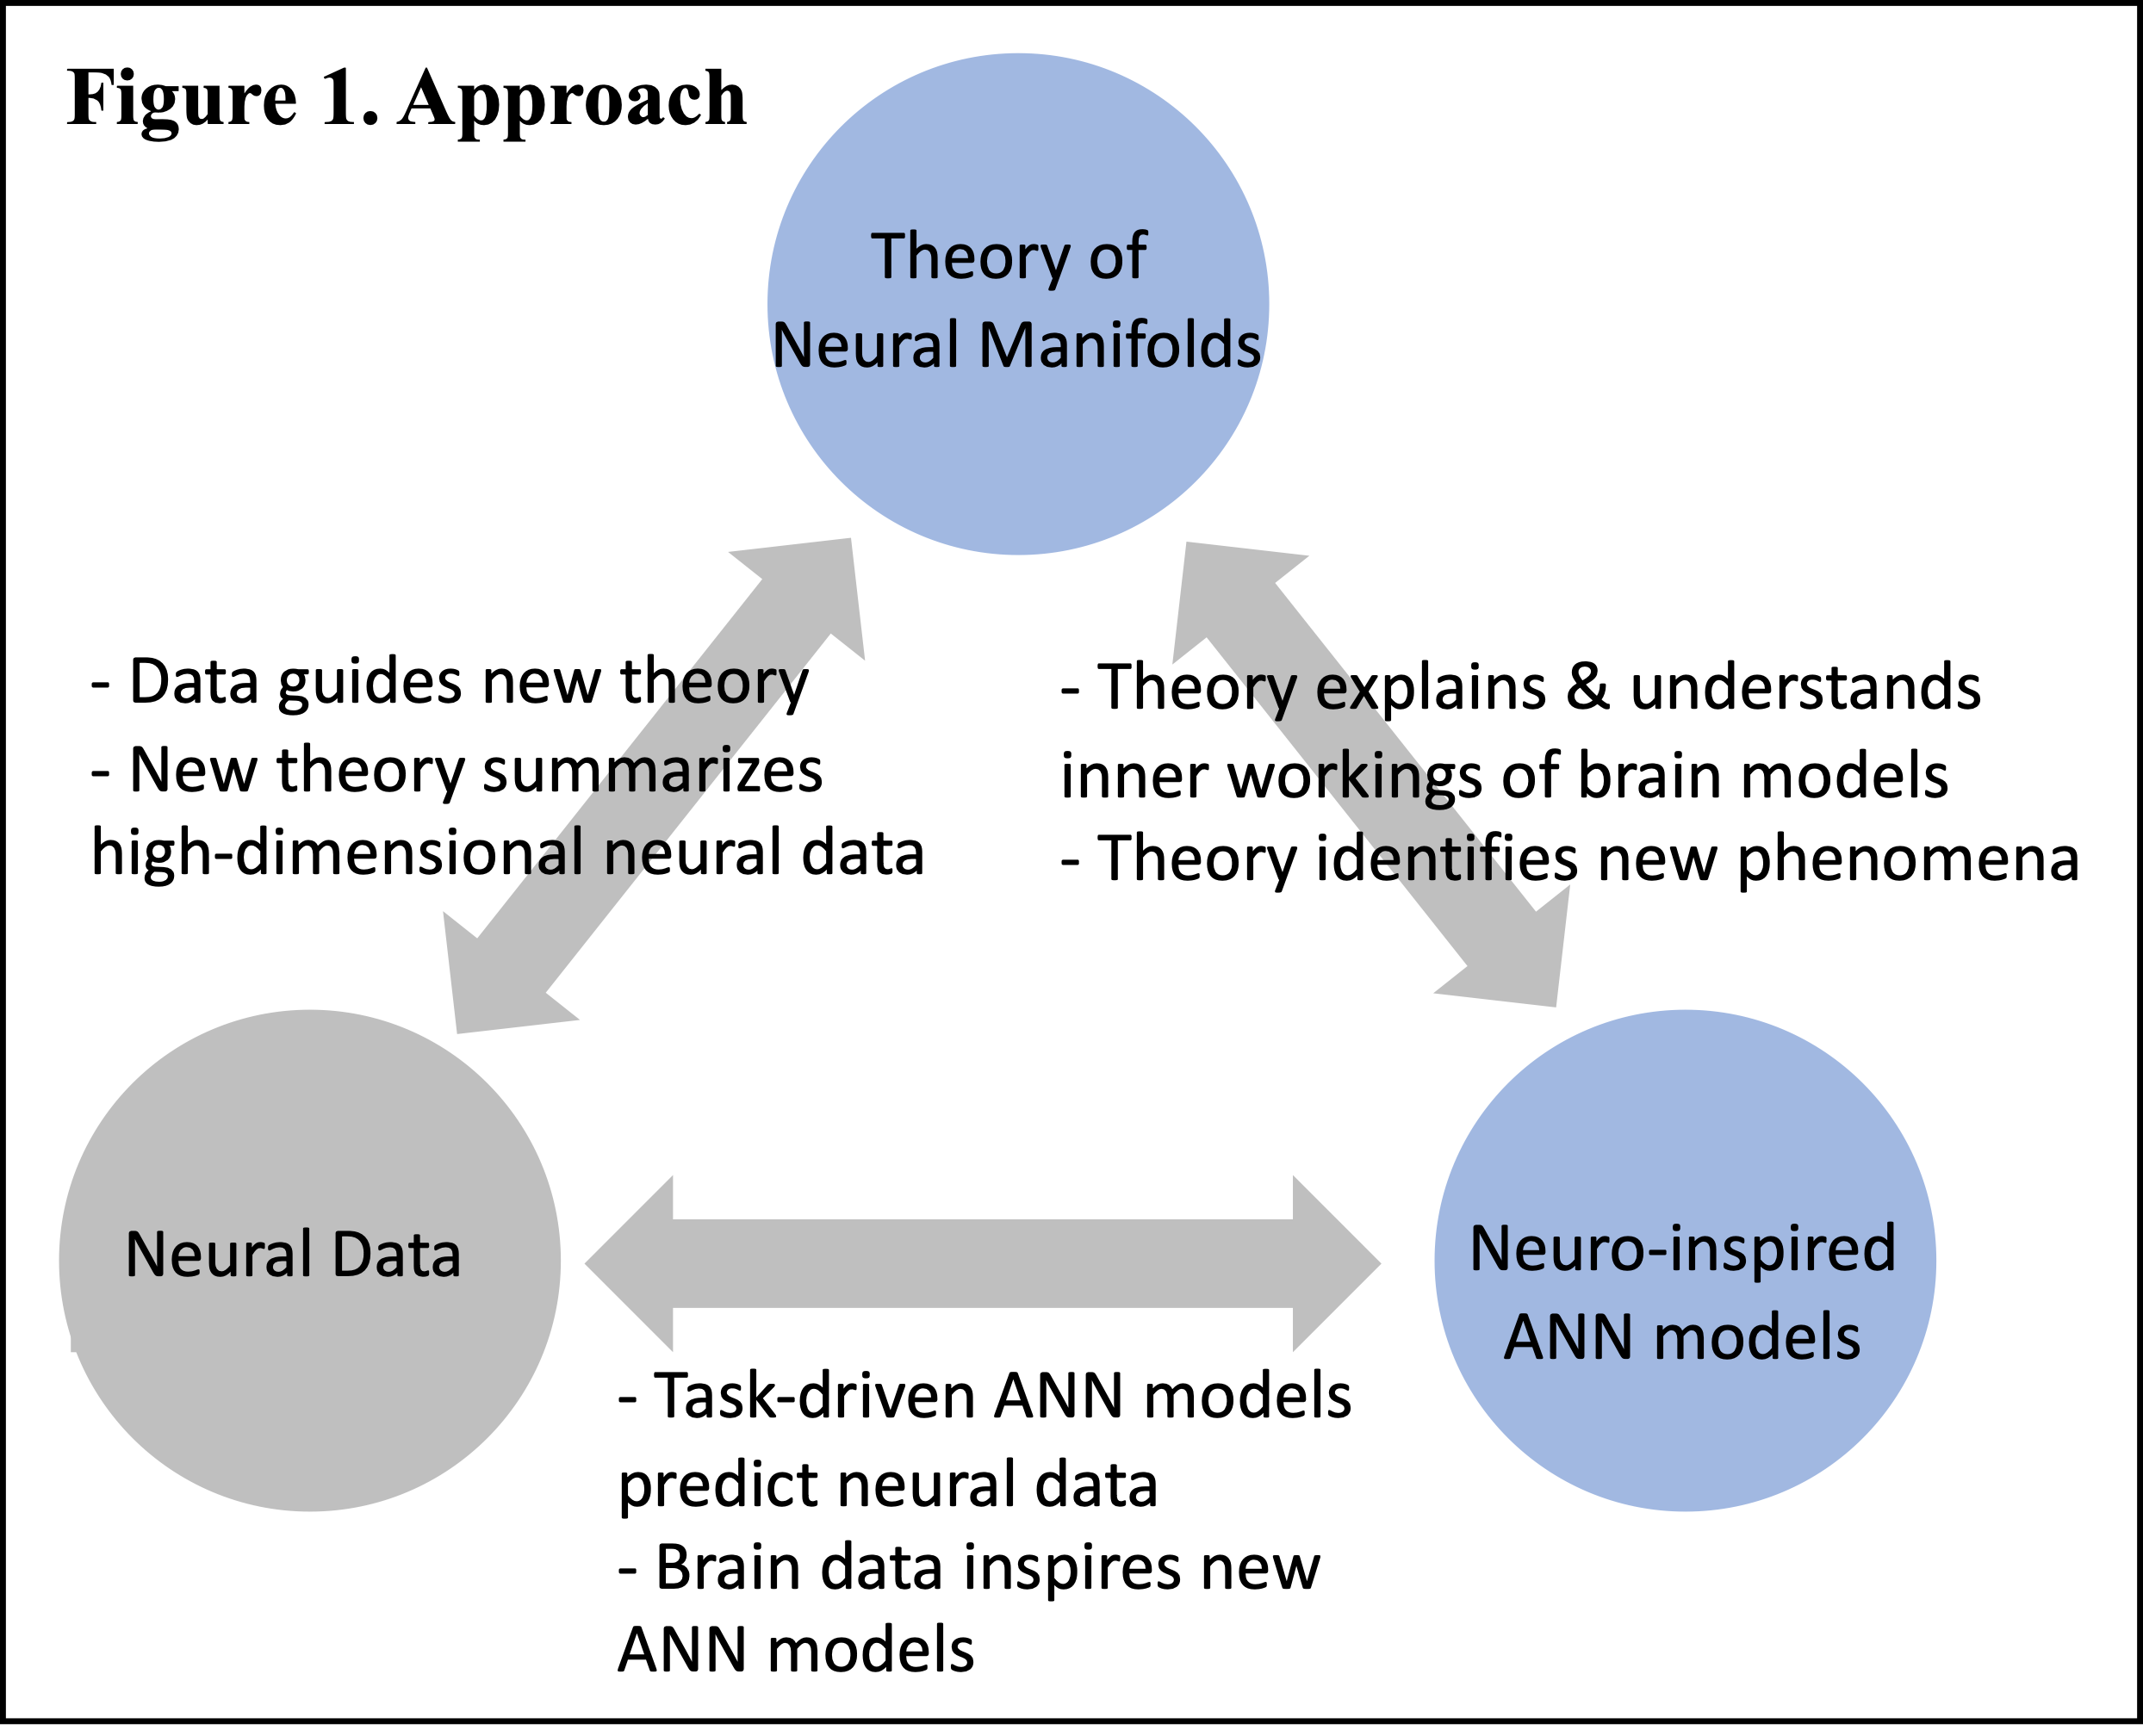 Figure 1. Approach
Theory of
Neural Manifolds
- Data guides new theory
- New theory summarizes
high-dimensional neural data
- Theory explains & understands
inner workings of brain models
- Theory identifies new phenomena
Neural Data
Neuro-inspired
ANN models
- Task-driven ANN models
predict neural data
- Brain data inspires new
ANN models